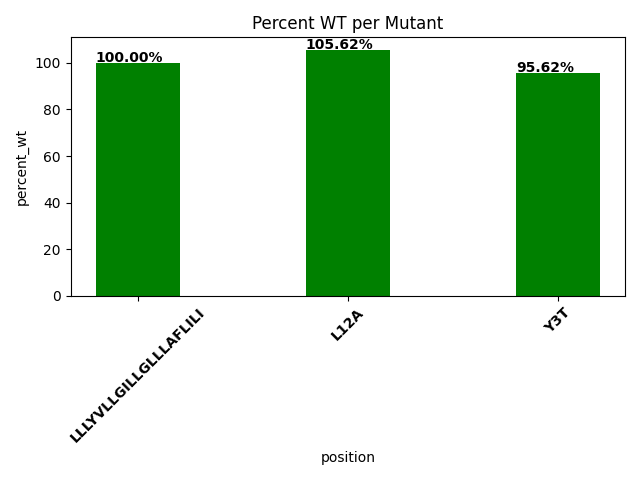 Percent WT per Mutant
100.00%
105.62%
95.62%
percent_wt
100
80
60
40
20
0
LLLYVLLGILLGLLLAFLILI
L12A
Y3T
position